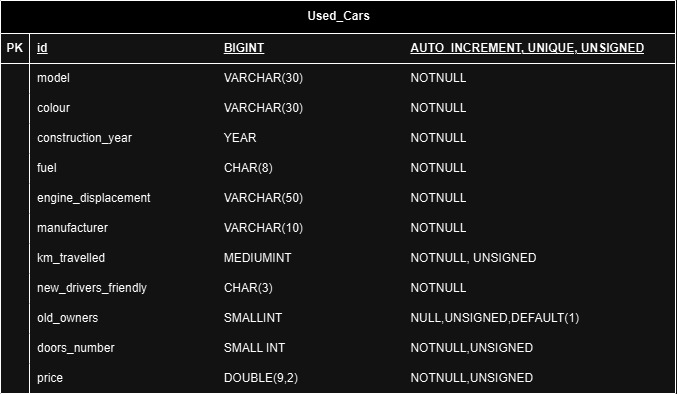 Used_Cars
PK id BIGINT AUTO_INCREMENT, UNIQUE, UNSIGNED
model VARCHAR(30) NOTNULL
colour VARCHAR(30) NOTNULL
construction_year YEAR NOTNULL
fuel CHAR(8) NOTNULL
engine_displacement VARCHAR(50) NOTNULL
manufacturer VARCHAR(10) NOTNULL
km_travelled MEDIUMINT NOTNULL, UNSIGNED
new_drivers_friendly CHAR(3) NOTNULL
old_owners SMALLINT NULL,UNSIGNED,DEFAULT(1)
doors_number SMALL INT NOTNULL,UNSIGNED
price DOUBLE(9,2) NOTNULL,UNSIGNED